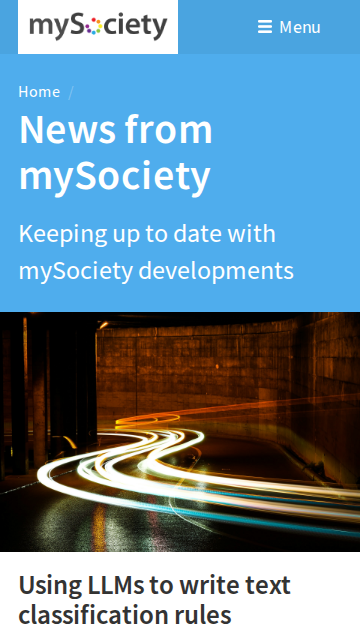 mySociety
Menu
Home /
News from
mySociety
Keeping up to date with
mySociety developments
Using LLMs to write text
classification rules